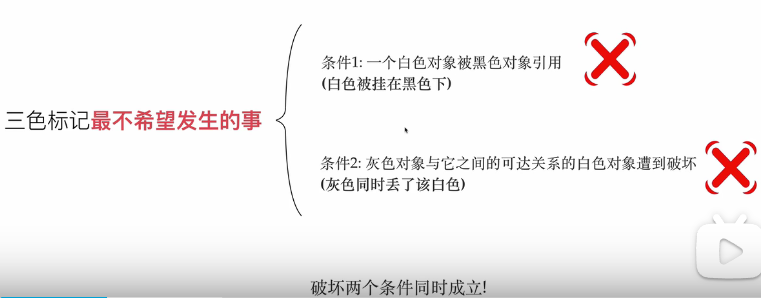 条件1: 一个白色对象被黑色对象引用
(白色被挂在黑色下)
三色标记最不希望发生的事
条件2: 灰色对象与它之间的可达关系的白色对象遭到破坏
(灰色同时丢了该白色)
破坏两个条件同时成立!